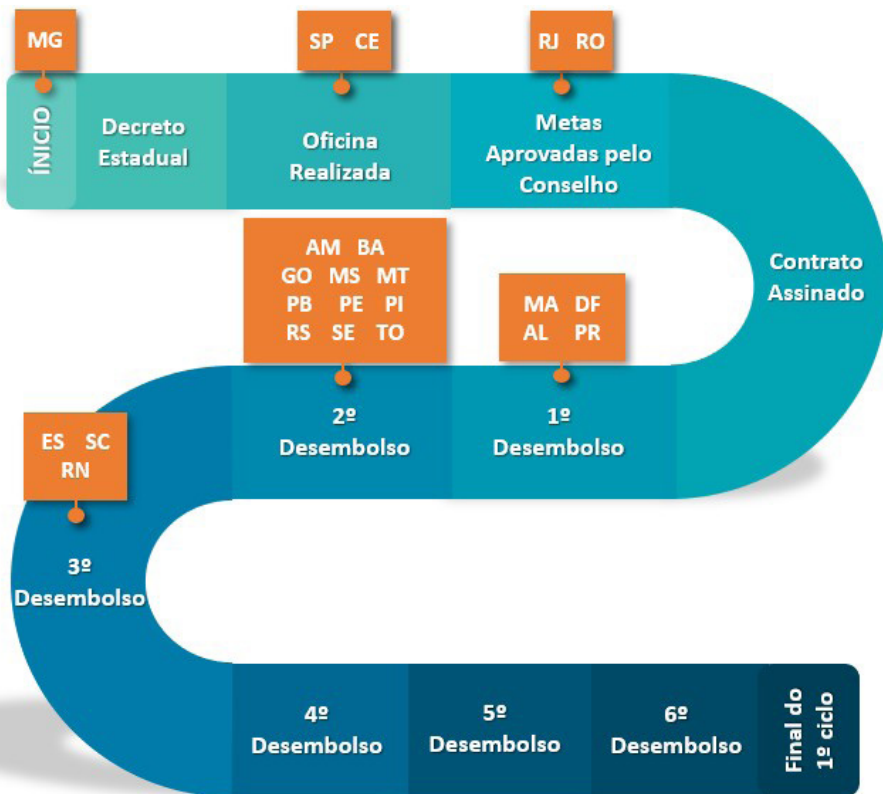 MG
SP CE
RJ RO
ÍNICIO
Decreto
Estadual
Oficina
Realizada
Metas
Aprovadas pelo
Conselho
Contrato
Assinado
MA DF
AL PR
1º
Desembolso
AM BA
GO MS MT
PB PE PI
RS SE TO
2º
Desembolso
ES SC
RN
3º
Desembolso
4º
Desembolso
5º
Desembolso
6º
Desembolso
Final do
1º ciclo